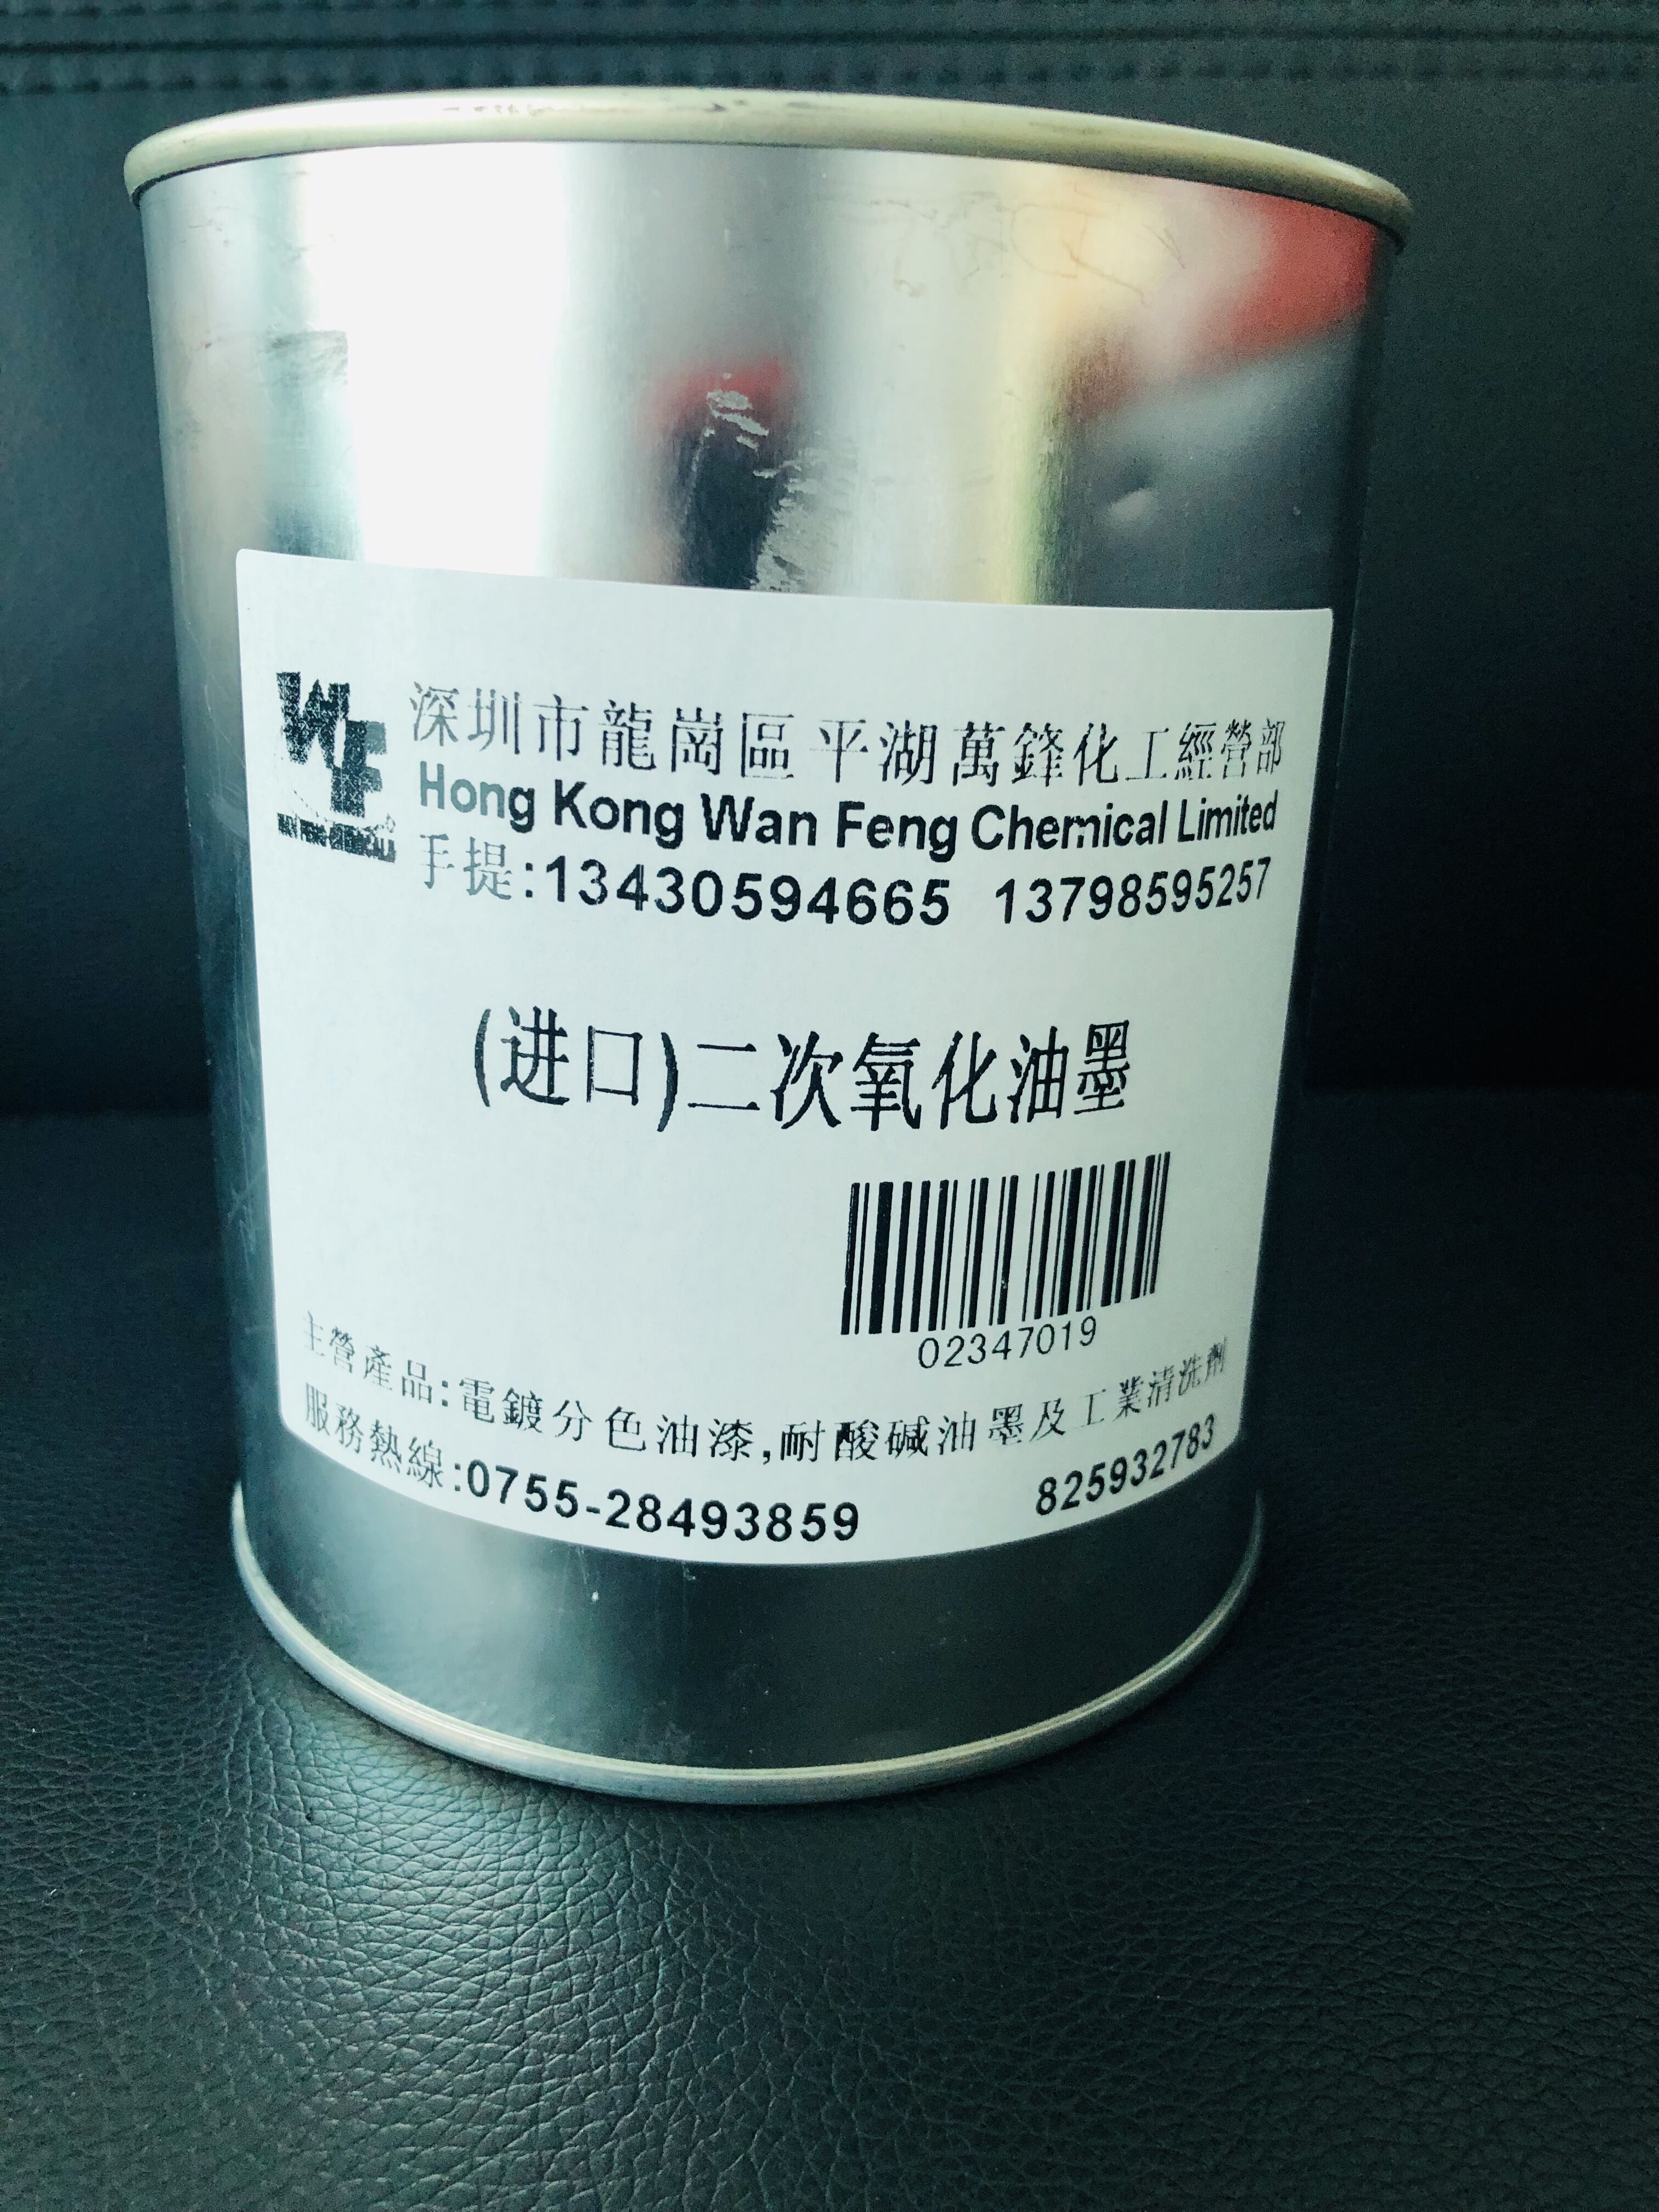 WF
深圳市龍崗區平湖萬鋒化工經營部
Hong Kong Wan Feng Chemical Limited
手提:13430594665 13798595257
(进口)二次氧化油墨
02347019
主營產品:電鍍分色油漆,耐酸碱油墨及工業清洗劑
服務熱線:0755-28493859 825932783